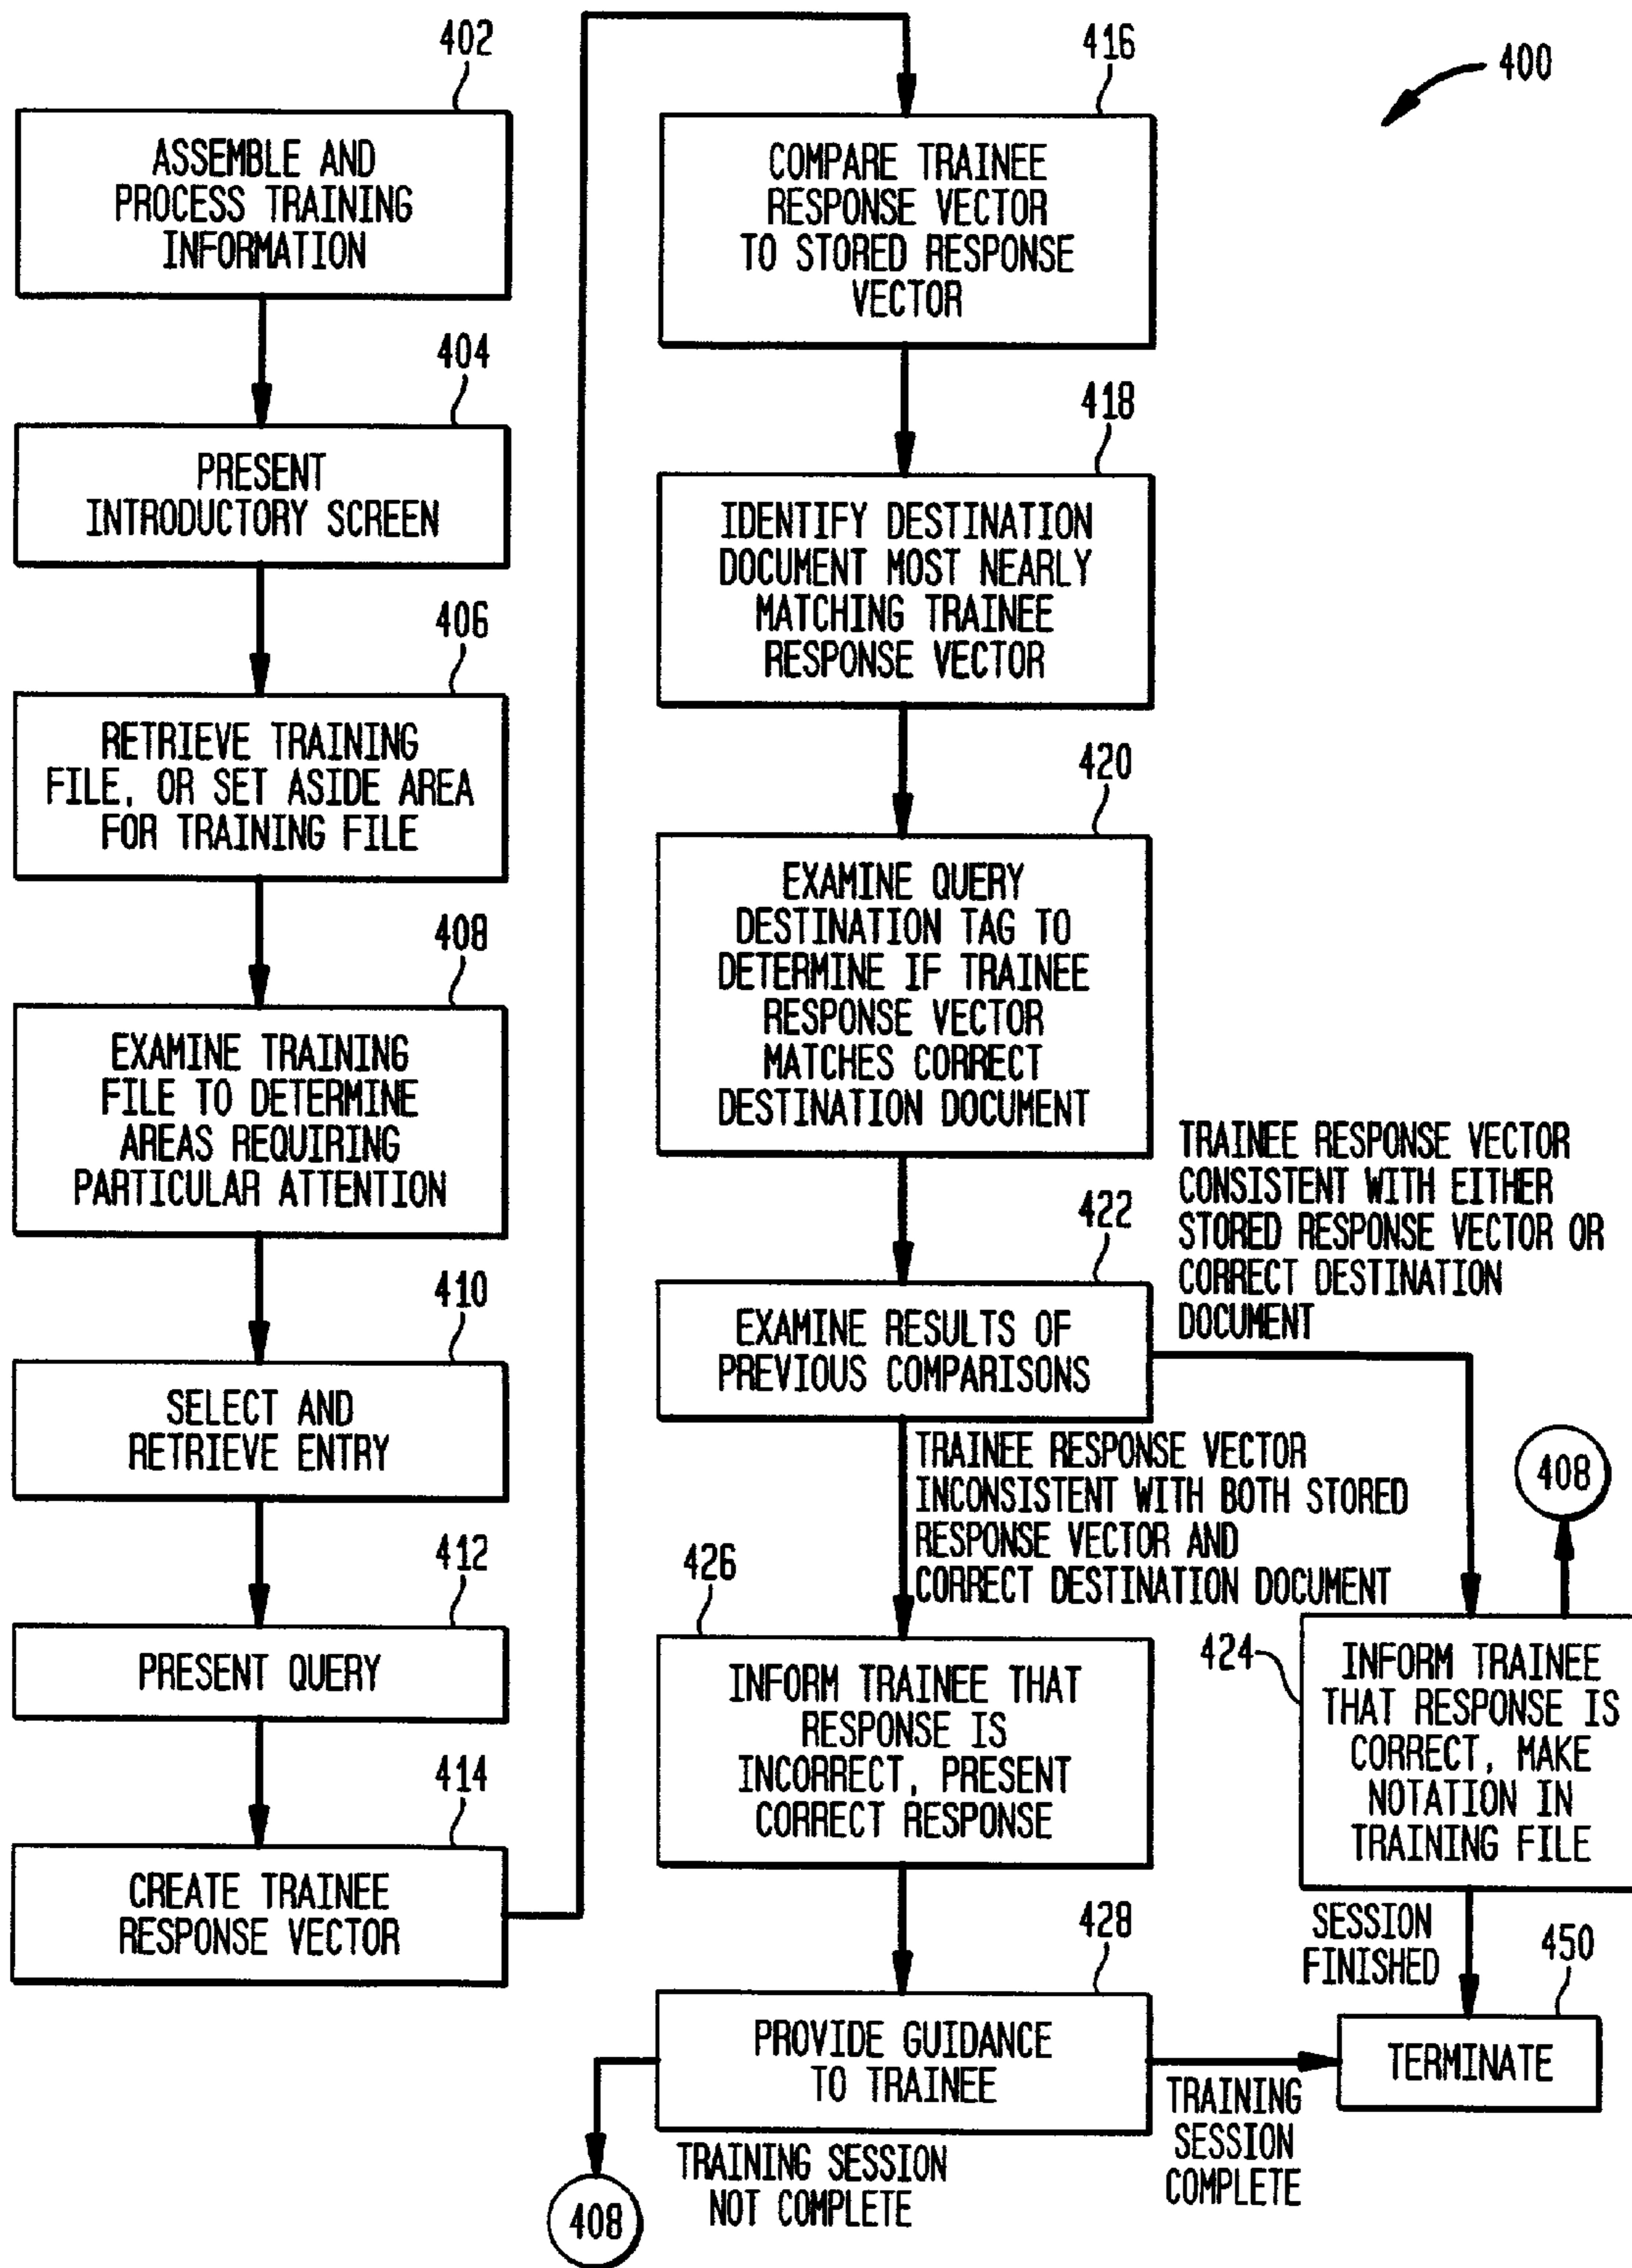 402
ASSEMBLE AND
PROCESS TRAINING
INFORMATION
404
PRESENT
INTRODUCTORY SCREEN
406
RETRIEVE TRAINING
FILE, OR SET ASIDE AREA
FOR TRAINING FILE
408
EXAMINE TRAINING
FILE TO DETERMINE
AREAS REQUIRING
PARTICULAR ATTENTION
410
SELECT AND
RETRIEVE ENTRY
412
PRESENT QUERY
414
CREATE TRAINEE
RESPONSE VECTOR
416
COMPARE TRAINEE
RESPONSE VECTOR
TO STORED RESPONSE
VECTOR
418
IDENTIFY DESTINATION
DOCUMENT MOST NEARLY
MATCHING TRAINEE
RESPONSE VECTOR
420
EXAMINE QUERY
DESTINATION TAG TO
DETERMINE IF TRAINEE
RESPONSE VECTOR
MATCHES CORRECT
DESTINATION DOCUMENT
422
EXAMINE RESULTS OF
PREVIOUS COMPARISONS
TRAINEE RESPONSE VECTOR
CONSISTENT WITH EITHER
STORED RESPONSE VECTOR OR
CORRECT DESTINATION
DOCUMENT
TRAINEE RESPONSE VECTOR
INCONSISTENT WITH BOTH STORED
RESPONSE VECTOR AND
CORRECT DESTINATION DOCUMENT
426
INFORM TRAINEE THAT
RESPONSE IS
INCORRECT, PRESENT
CORRECT RESPONSE
428
PROVIDE GUIDANCE
TO TRAINEE
TRAINING SESSION
NOT COMPLETE
408
TRAINING
SESSION
COMPLETE
400
408
424
INFORM TRAINEE
THAT RESPONSE IS
CORRECT, MAKE
NOTATION IN
TRAINING FILE
SESSION
FINISHED
450
TERMINATE